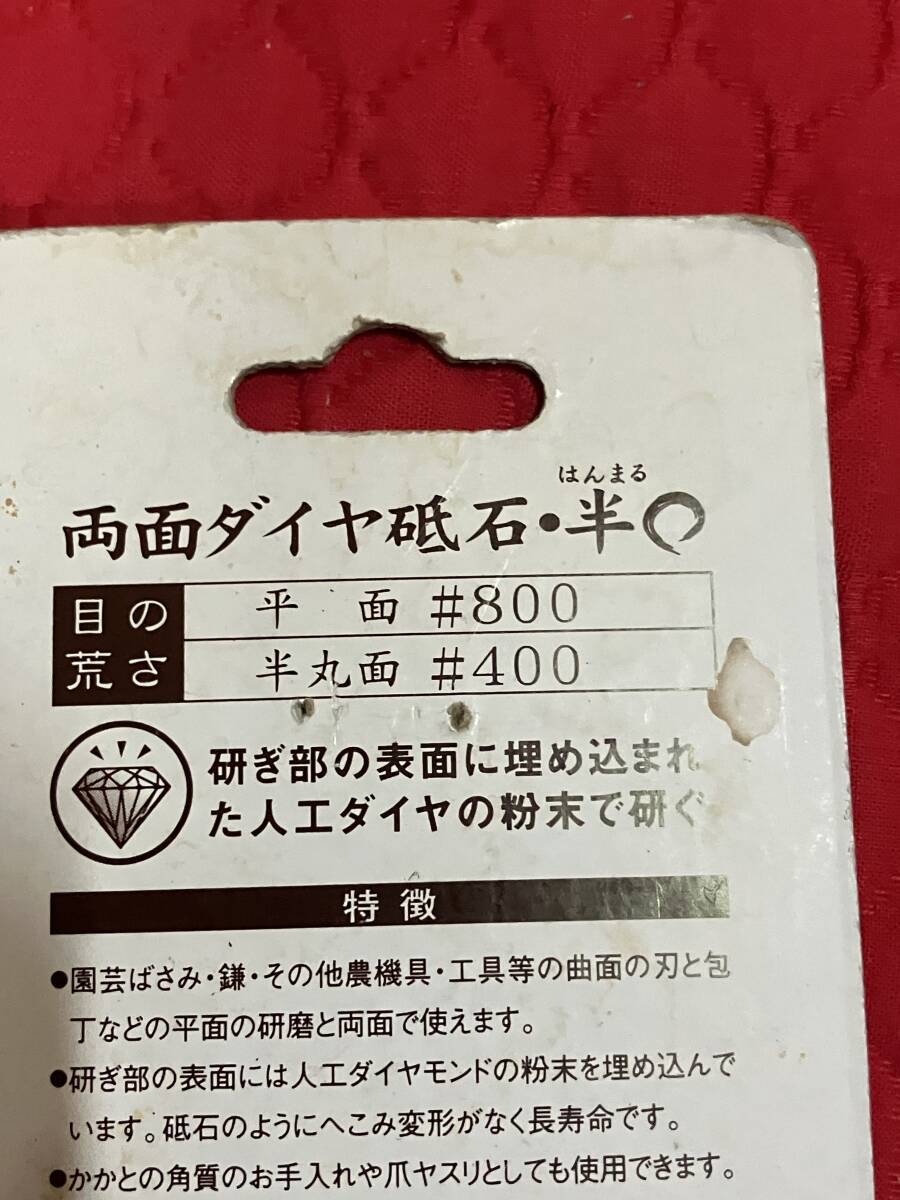 はんまる
両面ダイヤ砥石・半〇
目の荒さ
平面 #800
半丸面 #400
研ぎ部の表面に埋め込まれ
た人工ダイヤの粉末で研ぐ
特徴
●園芸ばさみ・鎌・その他農機具・工具等の曲面の刃と包
丁などの平面の研磨と両面で使えます。
●研ぎ部の表面には人工ダイヤモンドの粉末を埋め込んで
います。砥石のようにへこみ変形がなく長寿命です。
●かかとの角質のお手入れや爪ヤスリとしても使用できます。